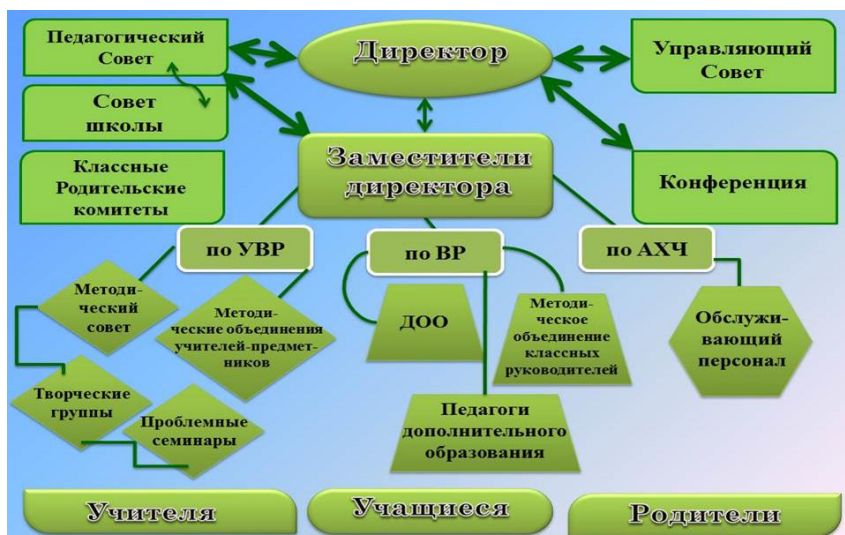 Педагогический
Совет
Директор
Управляющий
Совет
Совет
школы
Заместители
директора
Классные
Родительские
комитеты
Конференция
по УВР
по ВР
по АХЧ
Методи-
ческий
совет
Методи-
ческие объединения
учителей-предмет-
ников
ДОО
Методи-
ческое
объединение
классных
руководителей
Обслужи-
вающий
персонал
Творческие
группы
Проблемные
семинары
Педагоги
дополнительного
образования
Учителя
Учащиеся
Родители